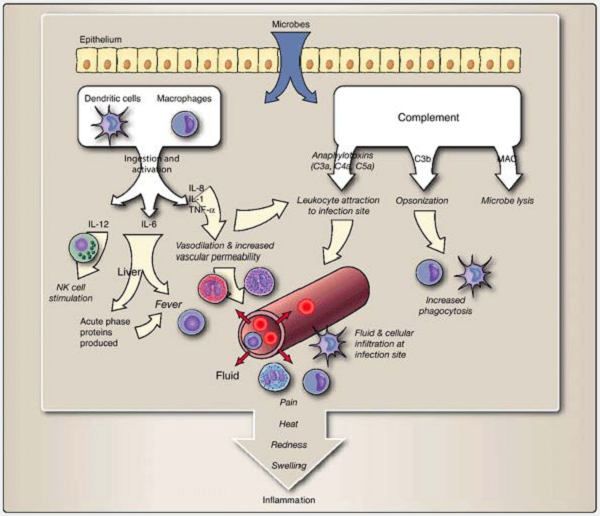 Microbes
Epithelium
Dendritic cells
Macrophages
Complement
Ingestion and
activation
Anaphylotoxins
(C3a, C4a, C5a)
C3b
MAC
IL-8
IL-1
TNF-α
Leukocyte attraction
to infection site
Opsonization
Microbe lysis
IL-12
IL-6
Vasodilation & increased
vascular permeability
Liver
NK cell
stimulation
Fever
Increased
phagocytosis
Acute phase
proteins
produced
Fluid & cellular
infiltration at
infection site
Fluid
Pain
Heat
Redness
Swelling
Inflammation